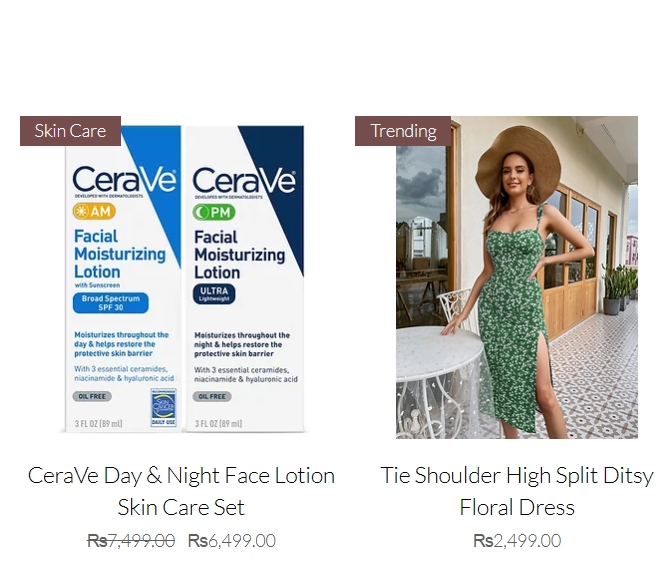 Skin Care
CeraVe®
DEVELOPED WITH DERMATOLOGISTS
AM
Facial
Moisturizing
Lotion
with Sunscreen
Broad Spectrum
SPF 30
Moisturizes throughout the
day & helps restore the
protective skin barrier
With 3 essential ceramides,
niacinamide & hyaluronic acid
OIL FREE
RECOMMENDED
SKIN CANCER
DAILY USE
3 FL OZ (89 ml)
CeraVe®
DEVELOPED WITH DERMATOLOGISTS
PM
Facial
Moisturizing
Lotion
ULTRA
Lightweight
Moisturizes throughout the
night & helps restore the
protective skin barrier
With 3 essential ceramides,
niacinamide & hyaluronic acid
OIL FREE
3 FL OZ (89 ml)
CeraVe Day & Night Face Lotion
Skin Care Set
₨7,499.00 ₨6,499.00
Trending
Tie Shoulder High Split Ditsy
Floral Dress
₨2,499.00